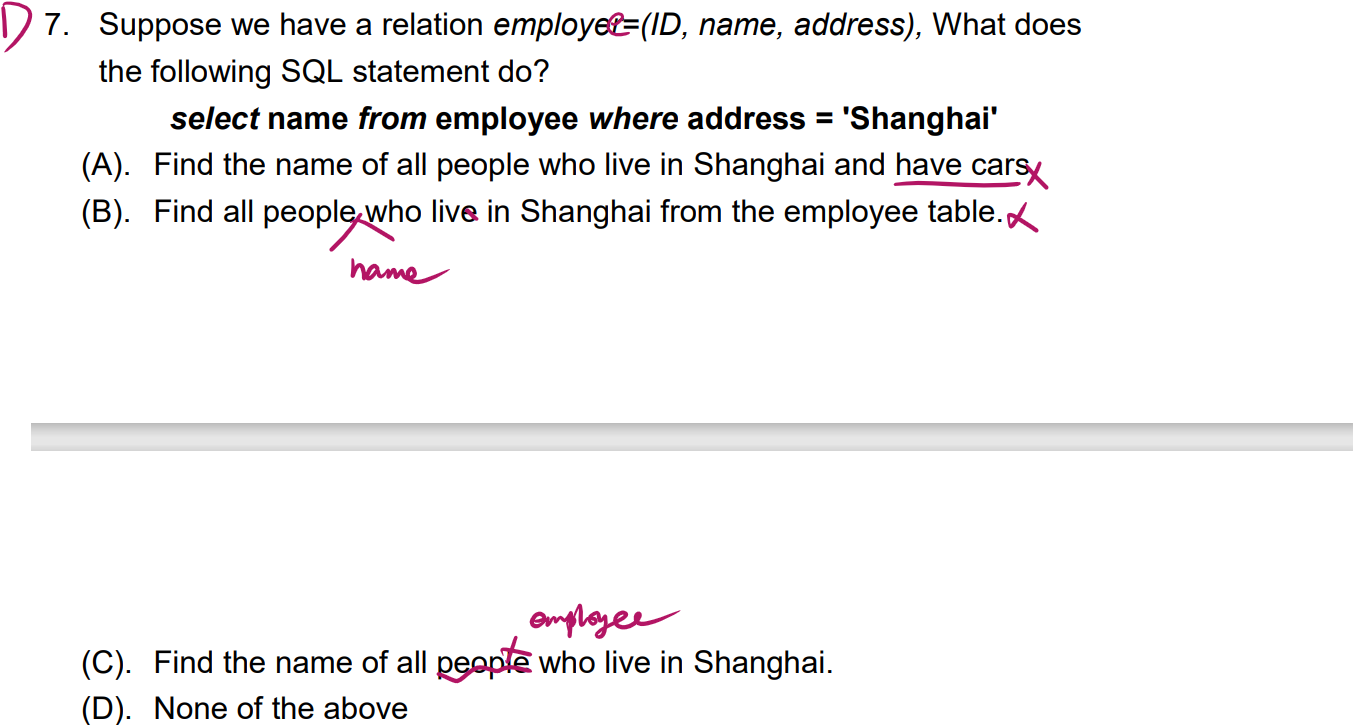 D 7. Suppose we have a relation employee=(ID, name, address), What does
the following SQL statement do?
select name from employee where address = 'Shanghai'
(A). Find the name of all people who live in Shanghai and have cars x
(B). Find all people who live in Shanghai from the employee table. x
name
employee
(C). Find the name of all people who live in Shanghai.
(D). None of the above